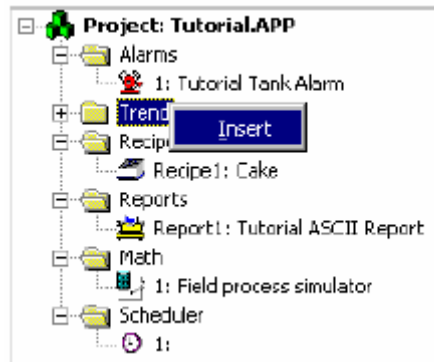 Project: Tutorial.APP
Alarms
1: Tutorial Tank Alarm
Trend
Insert
Recipe
Recipe1: Cake
Reports
Report1: Tutorial ASCII Report
Math
1: Field process simulator
Scheduler
1: